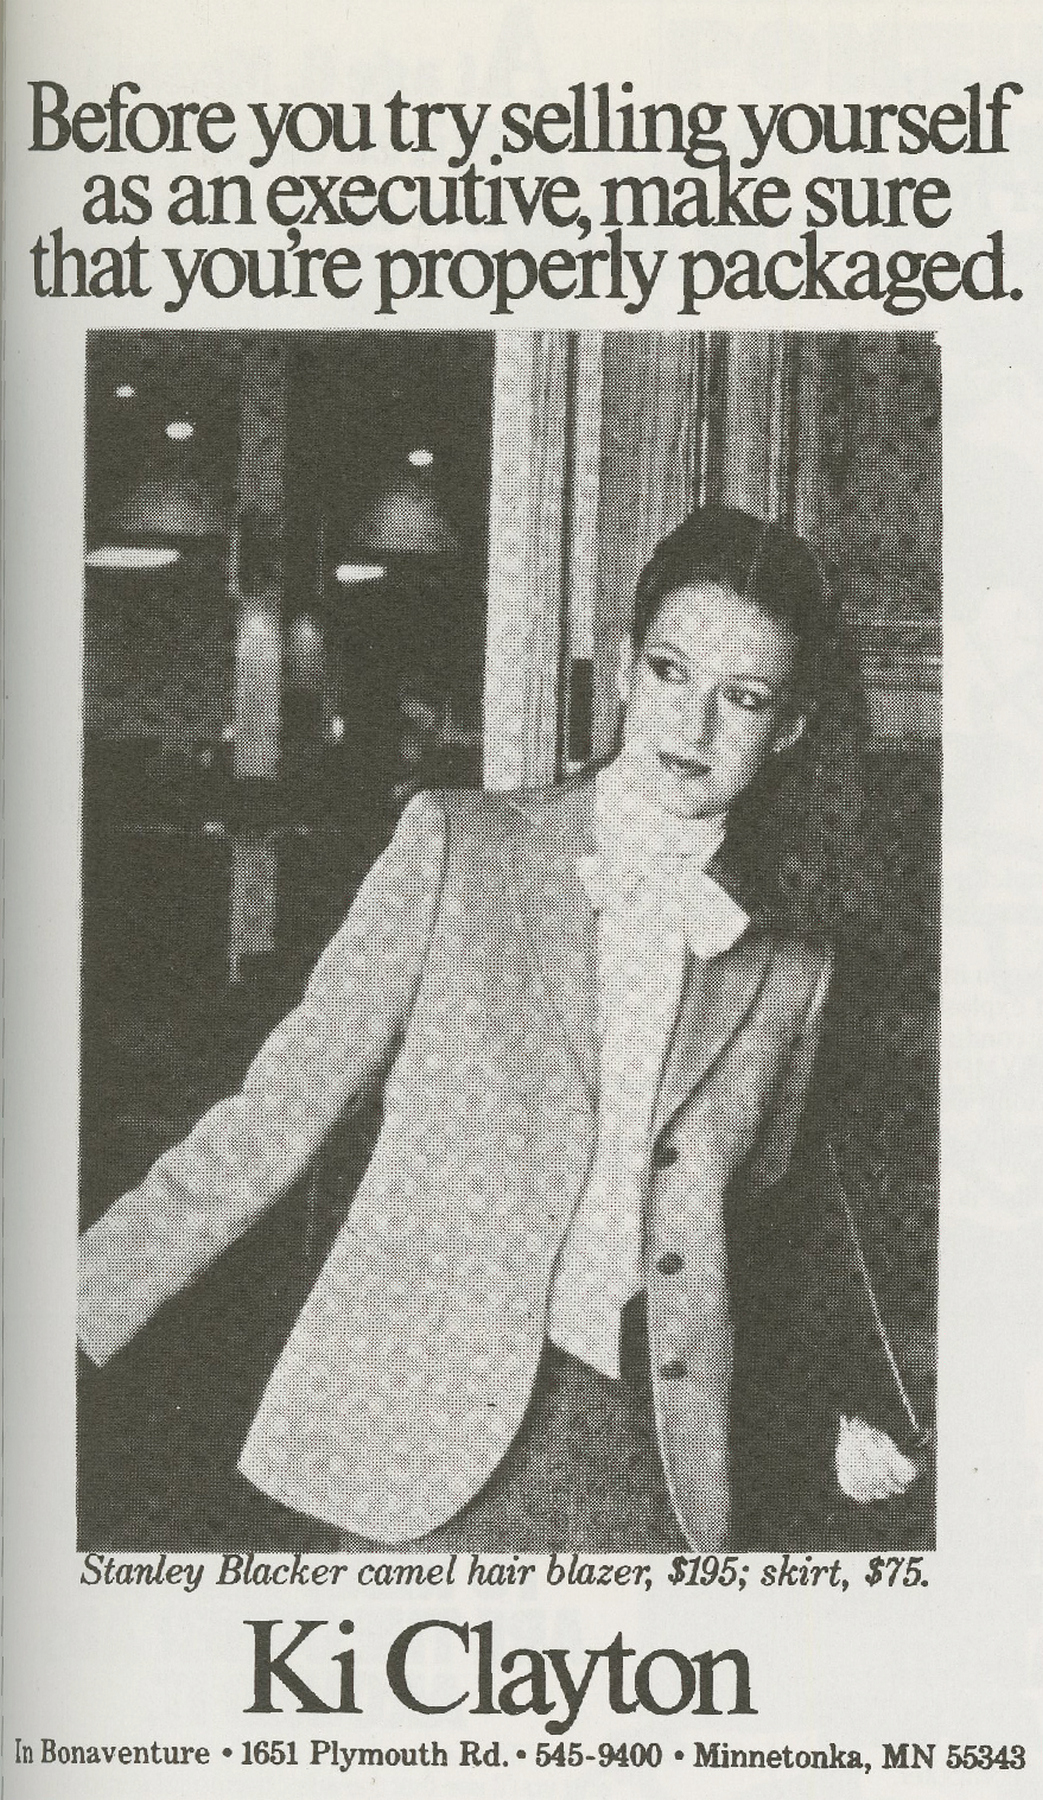 Before you try selling yourself
as an executive, make sure
that you're properly packaged.
Stanley Blacker camel hair blazer, $195; skirt, $75.
Ki Clayton
In Bonaventure • 1651 Plymouth Rd. • 545-9400 • Minnetonka, MN 55343